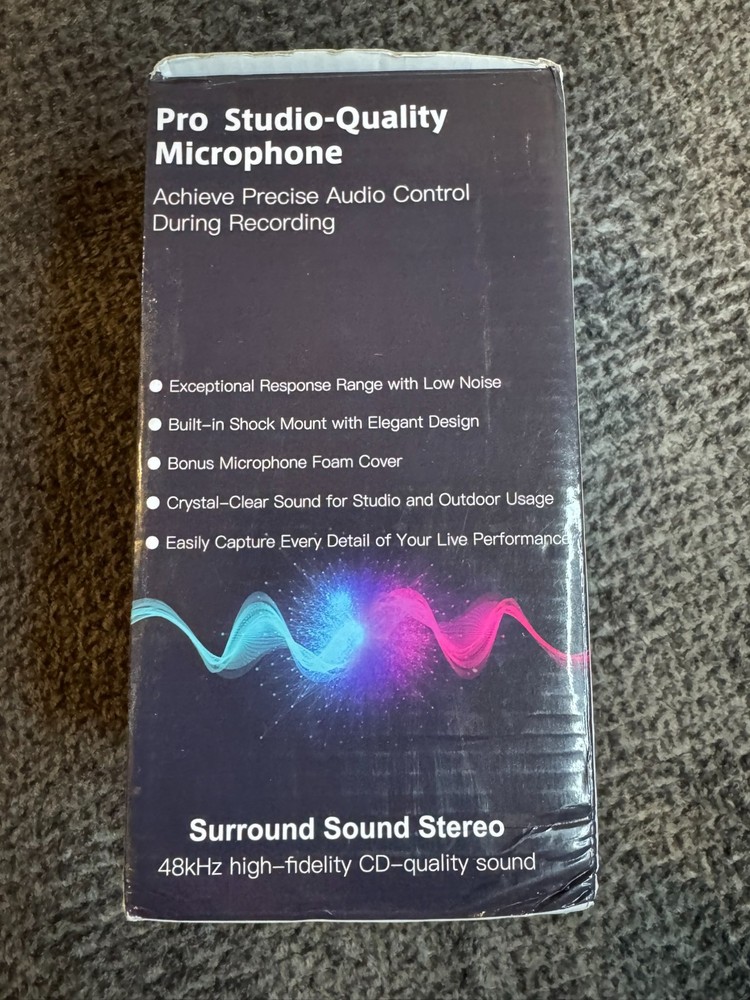 Pro Studio-Quality
Microphone
Achieve Precise Audio Control
During Recording
● Exceptional Response Range with Low Noise
● Built-in Shock Mount with Elegant Design
● Bonus Microphone Foam Cover
● Crystal-Clear Sound for Studio and Outdoor Usage
● Easily Capture Every Detail of Your Live Performance
Surround Sound Stereo
48kHz high-fidelity CD-quality sound